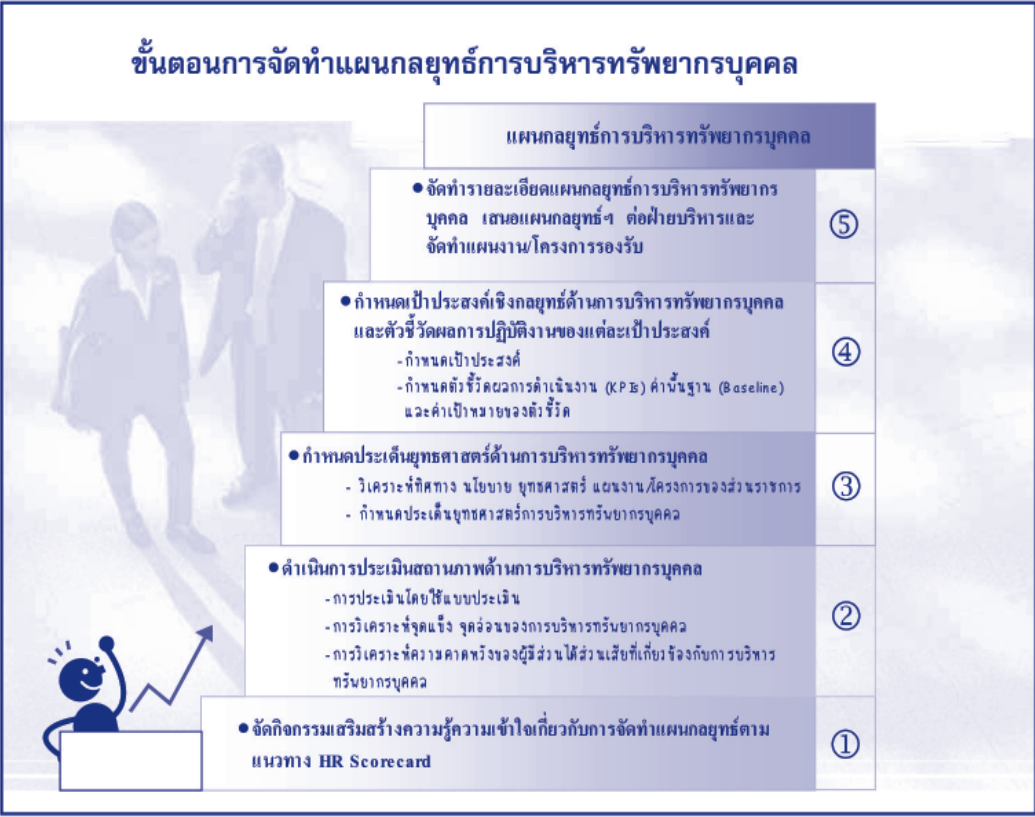 ขั้นตอนการจัดทำแผนกลยุทธ์การบริหารทรัพยากรบุคคล
แผนกลยุทธ์การบริหารทรัพยากรบุคคล
●จัดทำรายละเอียดแผนกลยุทธ์การบริหารทรัพยากร
บุคคล เสนอแผนกลยุทธ์ฯ ต่อฝ่ายบริหารและ
จัดทำแผนงาน/โครงการรองรับ
⑤
●กำหนดเป้าประสงค์เชิงกลยุทธ์ด้านการบริหารทรัพยากรบุคคล
และตัวชี้วัดผลการปฏิบัติงานของแต่ละเป้าประสงค์
-กำหนดเป้าประสงค์
-กำหนดตัวชี้วัดผลการดำเนินงาน (KPIs) ค่าพื้นฐาน (Baseline)
และค่าเป้าหมายของตัวชี้วัด
④
●กำหนดประเด็นยุทธศาสตร์ด้านการบริหารทรัพยากรบุคคล
- วิเคราะห์ทิศทาง นโยบาย ยุทธศาสตร์ แผนงาน/โครงการของส่วนราชการ
- กำหนดประเด็นยุทธศาสตร์การบริหารทรัพยากรบุคคล
③
●ดำเนินการประเมินสถานภาพด้านการบริหารทรัพยากรบุคคล
-การประเมินโดยใช้แบบประเมิน
-การวิเคราะห์จุดแข็ง จุดอ่อนของการบริหารทรัพยากรบุคคล
-การวิเคราะห์ความคาดหวังของผู้มีส่วนได้ส่วนเสียที่เกี่ยวข้องกับการบริหาร
ทรัพยากรบุคคล
②
●จัดกิจกรรมเสริมสร้างความรู้ความเข้าใจเกี่ยวกับการจัดทำแผนกลยุทธ์ตาม
แนวทาง HR Scorecard
①